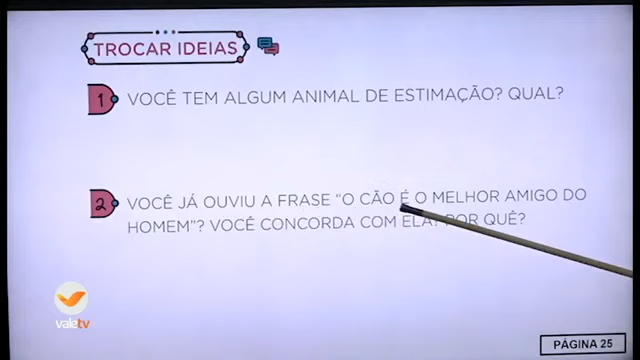 TROCAR IDEIAS
1 VOCÊ TEM ALGUM ANIMAL DE ESTIMAÇÃO? QUAL?
2 VOCÊ JÁ OUVIU A FRASE “O CÃO É O MELHOR AMIGO DO
HOMEM”? VOCÊ CONCORDA COM ELA? POR QUÊ?
valetv
PÁGINA 25